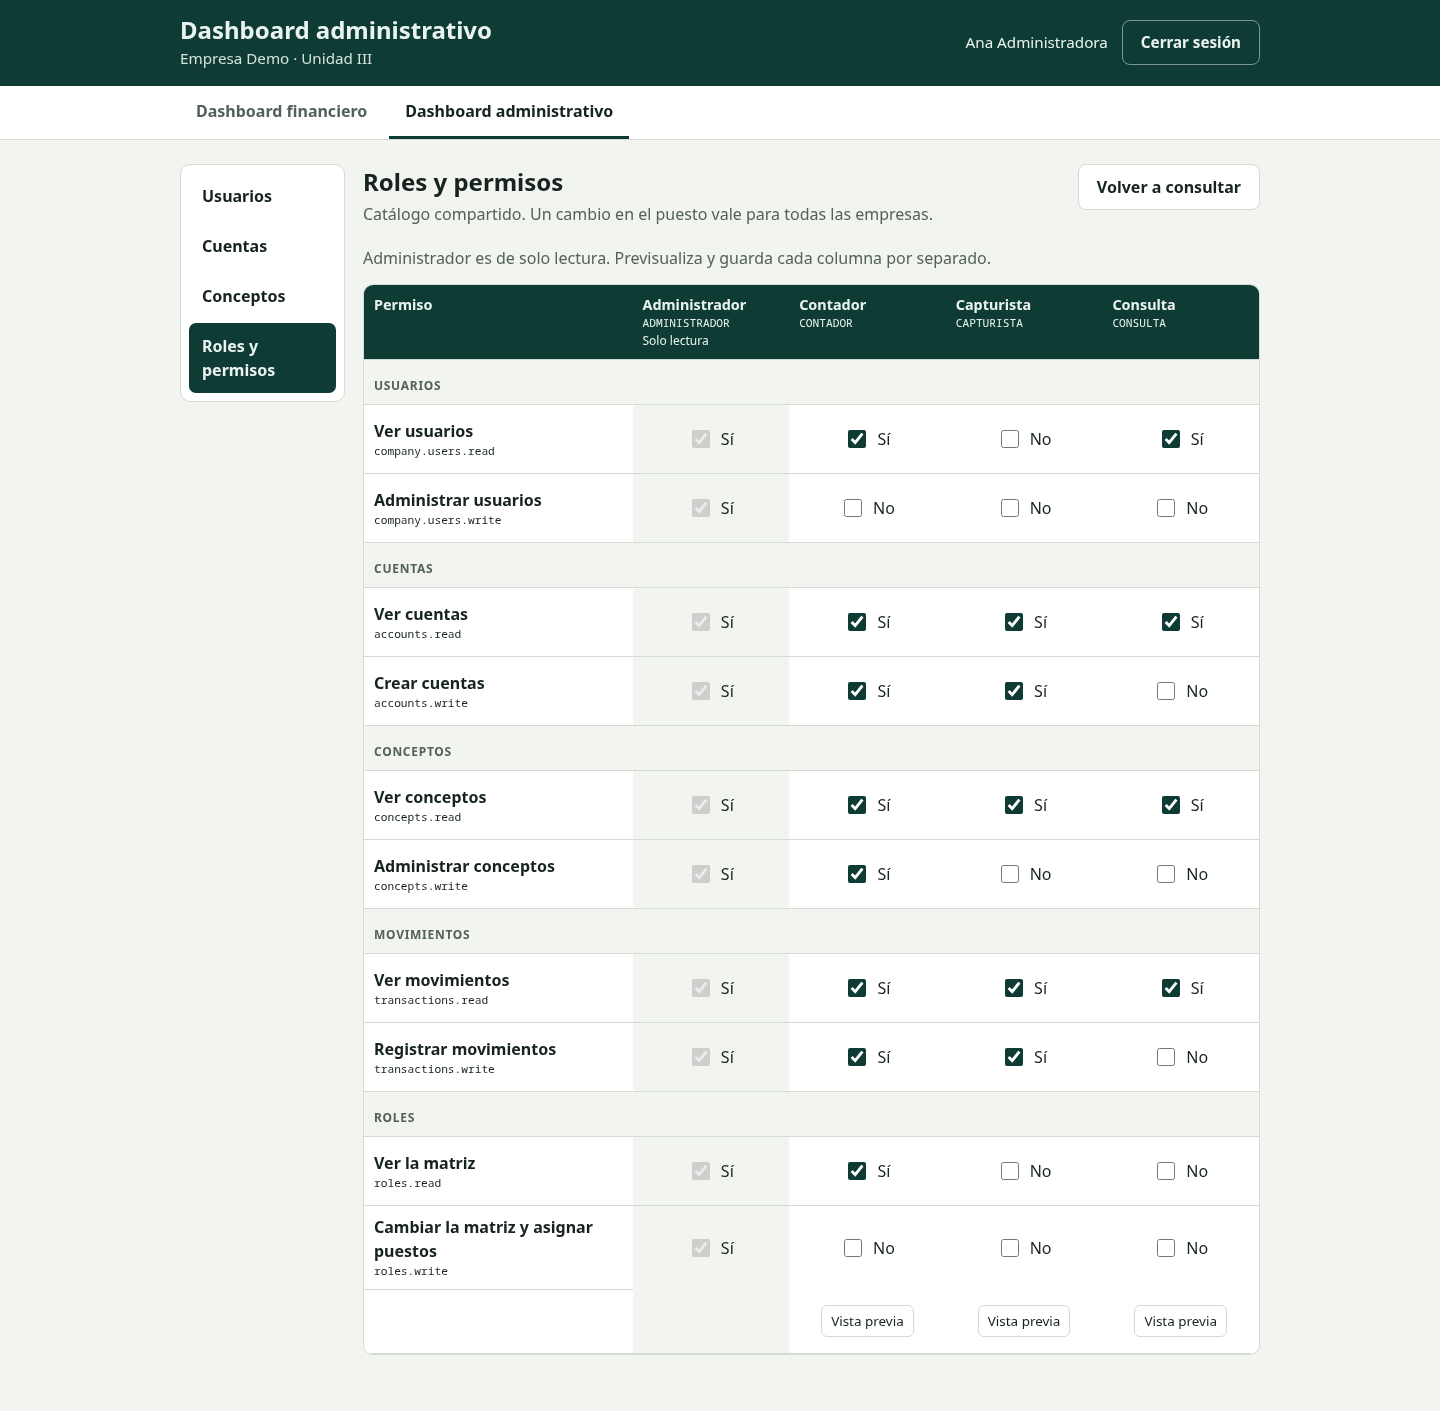 Dashboard administrativo
Empresa Demo · Unidad III
Ana Administradora
Cerrar sesión
Dashboard financiero
Dashboard administrativo
Usuarios
Cuentas
Conceptos
Roles y
permisos
Roles y permisos
Volver a consultar
Catálogo compartido. Un cambio en el puesto vale para todas las empresas.
Administrador es de solo lectura. Previsualiza y guarda cada columna por separado.
Permiso
Administrador
ADMINISTRADOR
Solo lectura
Contador
CONTADOR
Capturista
CAPTURISTA
Consulta
CONSULTA
USUARIOS
Ver usuarios
company.users.read
Sí Sí No Sí
Administrar usuarios
company.users.write
Sí No No No
CUENTAS
Ver cuentas
accounts.read
Sí Sí Sí Sí
Crear cuentas
accounts.write
Sí Sí Sí No
CONCEPTOS
Ver conceptos
concepts.read
Sí Sí Sí Sí
Administrar conceptos
concepts.write
Sí Sí No No
MOVIMIENTOS
Ver movimientos
transactions.read
Sí Sí Sí Sí
Registrar movimientos
transactions.write
Sí Sí Sí No
ROLES
Ver la matriz
roles.read
Sí Sí No No
Cambiar la matriz y asignar
puestos
roles.write
Sí No No No
Vista previa Vista previa Vista previa